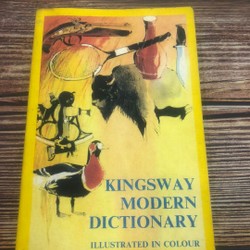 KINGSWAY
MODERN
DICTIONARY
ILLUSTRATED IN COLOUR